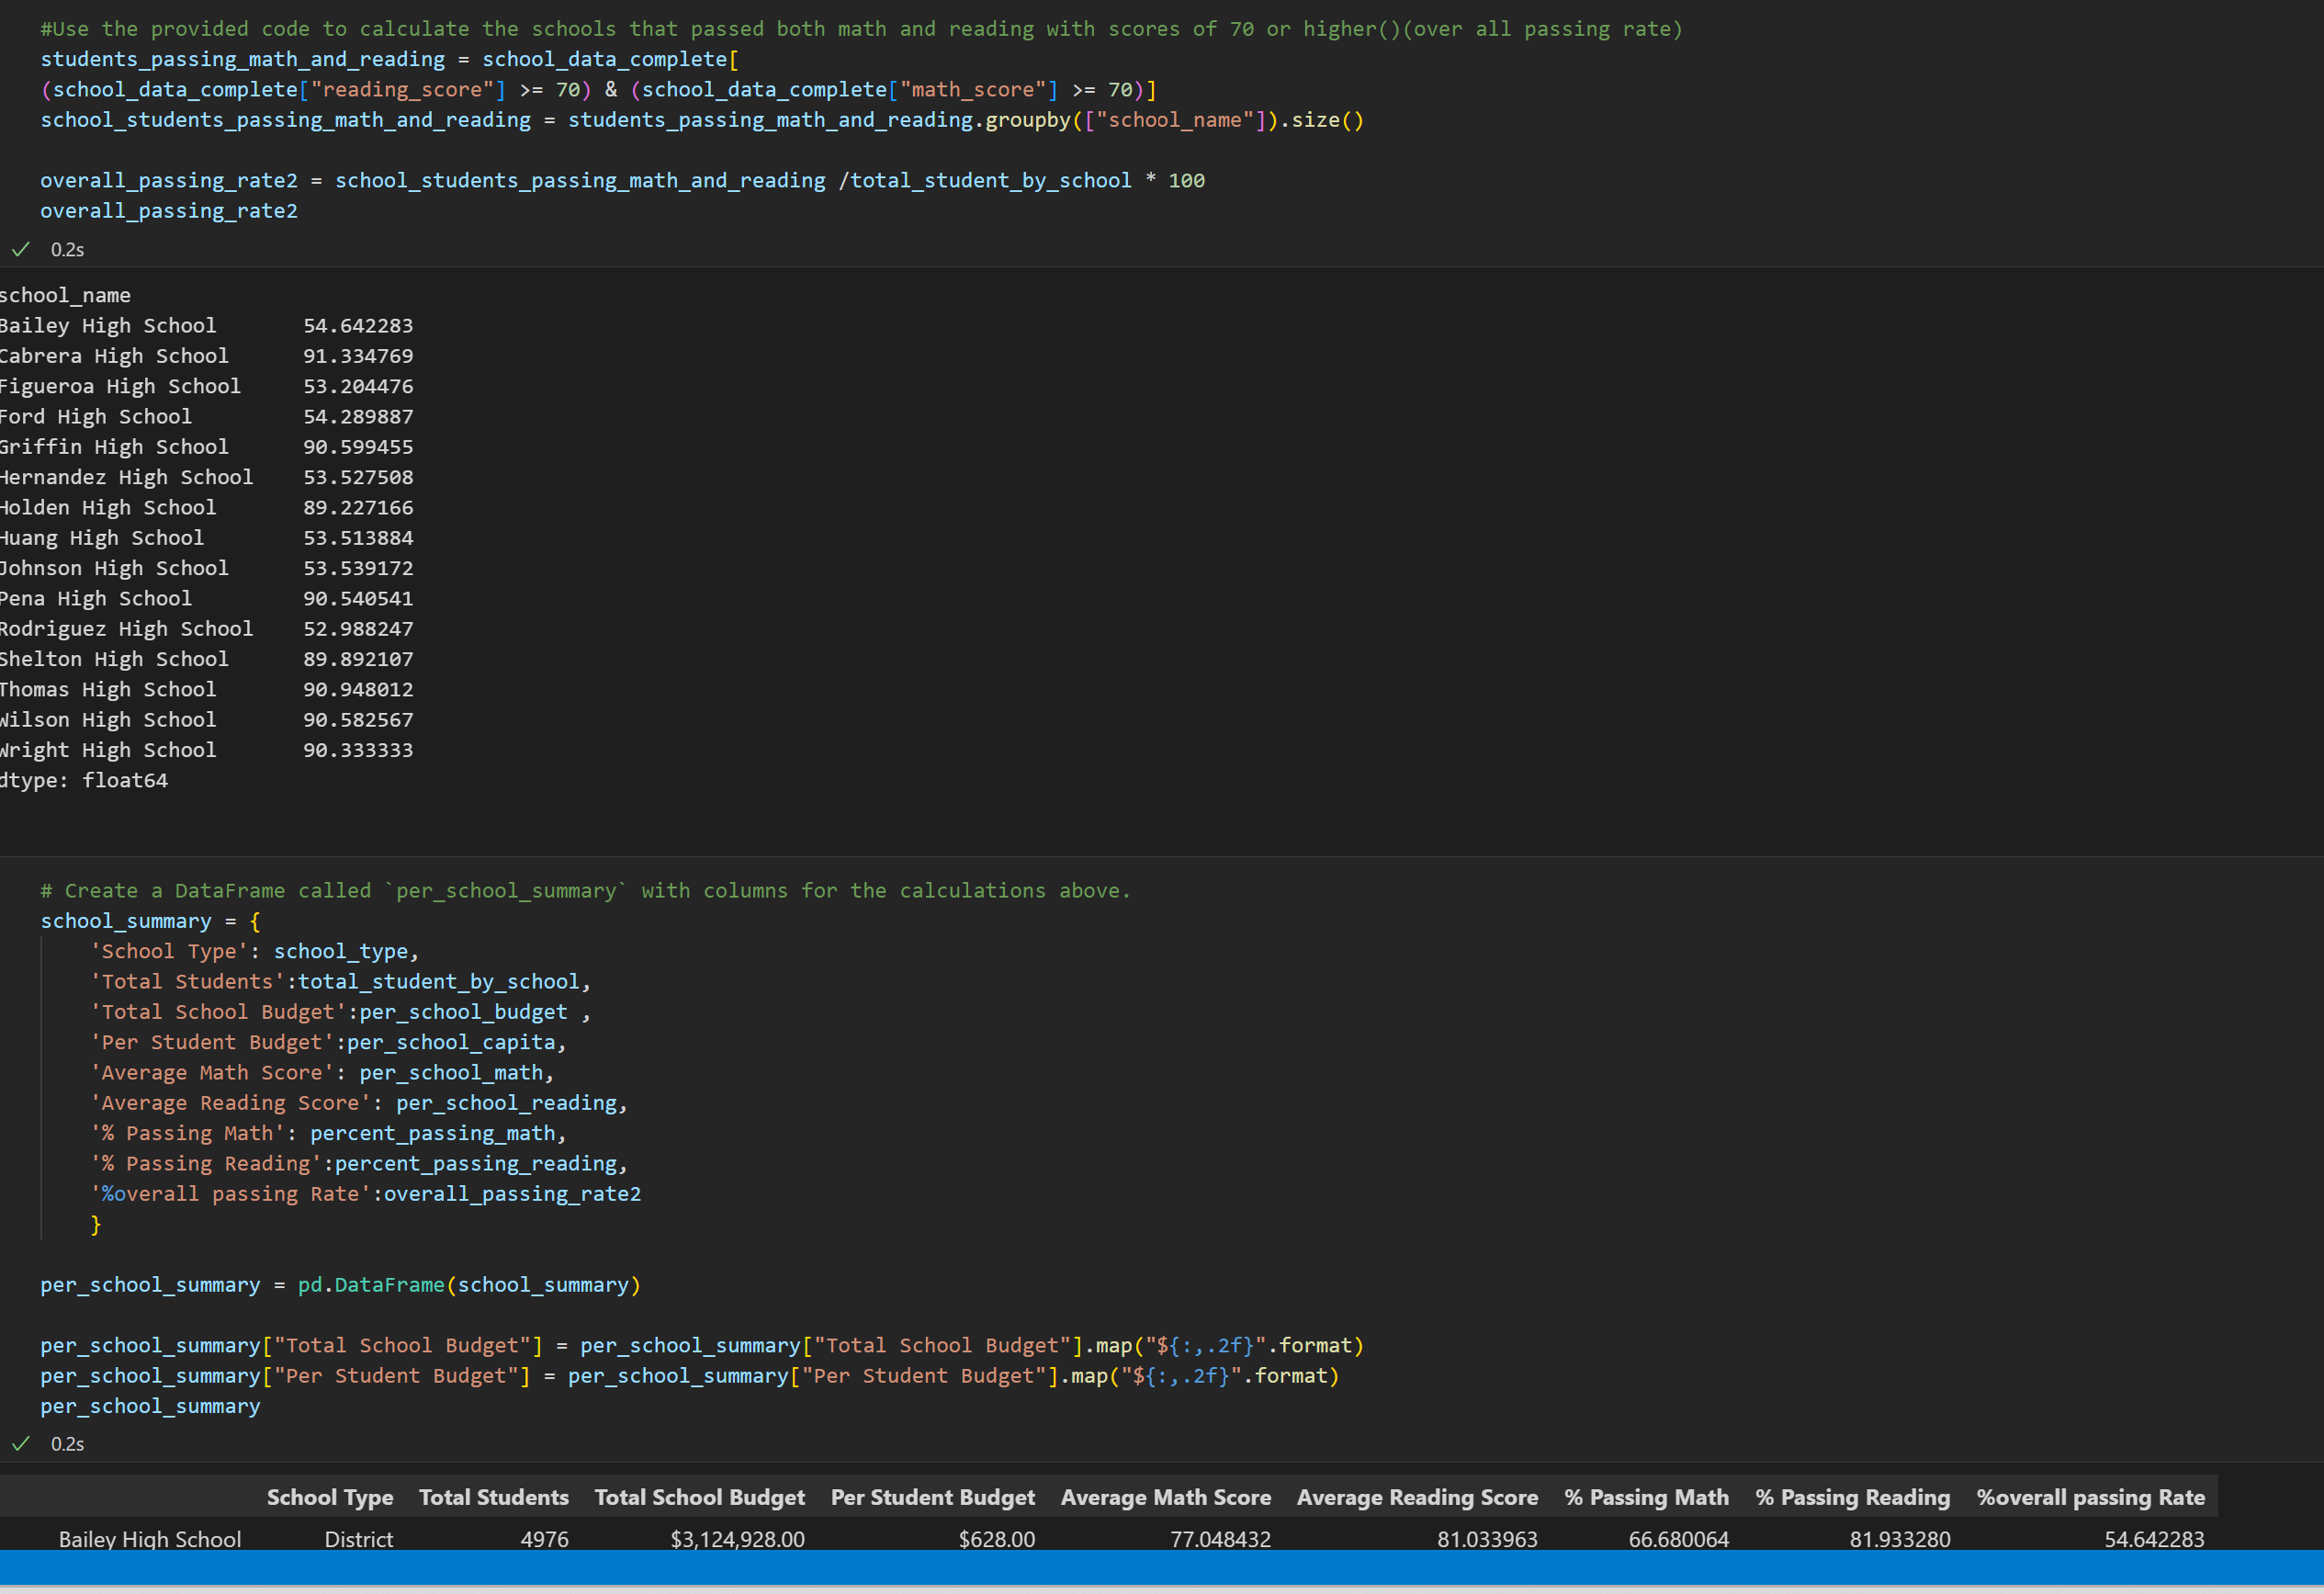 #Use the provided code to calculate the schools that passed both math and reading with scores of 70 or higher()(over all passing rate)
students_passing_math_and_reading = school_data_complete[
(school_data_complete["reading_score"] >= 70) & (school_data_complete["math_score"] >= 70)]
school_students_passing_math_and_reading = students_passing_math_and_reading.groupby(["school_name"]).size()
overall_passing_rate2 = school_students_passing_math_and_reading /total_student_by_school * 100
overall_passing_rate2
0.2s
school_name
Bailey High School 54.642283
Cabrera High School 91.334769
Figueroa High School 53.204476
Ford High School 54.289887
Griffin High School 90.599455
Hernandez High School 53.527508
Holden High School 89.227166
Huang High School 53.513884
Johnson High School 53.539172
Pena High School 90.540541
Rodriguez High School 52.988247
Shelton High School 89.892107
Thomas High School 90.948012
Wilson High School 90.582567
Wright High School 90.333333
dtype: float64
# Create a DataFrame called `per_school_summary` with columns for the calculations above.
school_summary = {
'School Type': school_type,
'Total Students':total_student_by_school,
'Total School Budget':per_school_budget ,
'Per Student Budget':per_school_capita,
'Average Math Score': per_school_math,
'Average Reading Score': per_school_reading,
'% Passing Math': percent_passing_math,
'% Passing Reading':percent_passing_reading,
'%overall passing Rate':overall_passing_rate2
}
per_school_summary = pd.DataFrame(school_summary)
per_school_summary["Total School Budget"] = per_school_summary["Total School Budget"].map("${:,.2f}".format)
per_school_summary["Per Student Budget"] = per_school_summary["Per Student Budget"].map("${:,.2f}".format)
per_school_summary
0.2s
School Type Total Students Total School Budget Per Student Budget Average Math Score Average Reading Score % Passing Math % Passing Reading %overall passing Rate
Bailey High School District 4976 $3,124,928.00 $628.00 77.048432 81.033963 66.680064 81.933280 54.642283